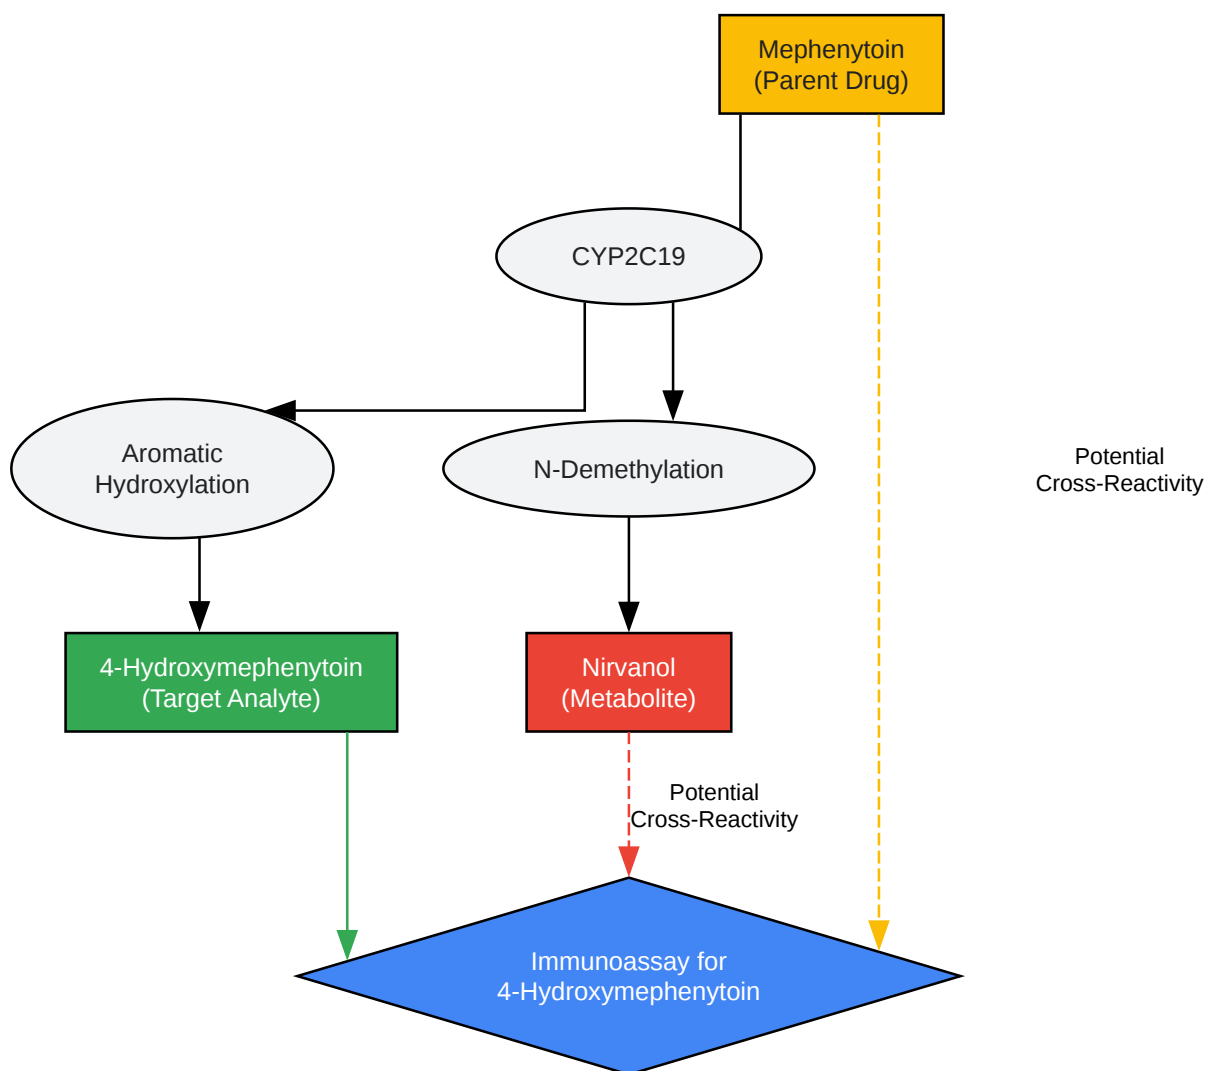 Mephenytoin
(Parent Drug)
CYP2C19
Aromatic
Hydroxylation
N-Demethylation
Potential
Cross-Reactivity
4-Hydroxymephenytoin
(Target Analyte)
Nirvanol
(Metabolite)
Potential
Cross-Reactivity
Immunoassay for
4-Hydroxymephenytoin